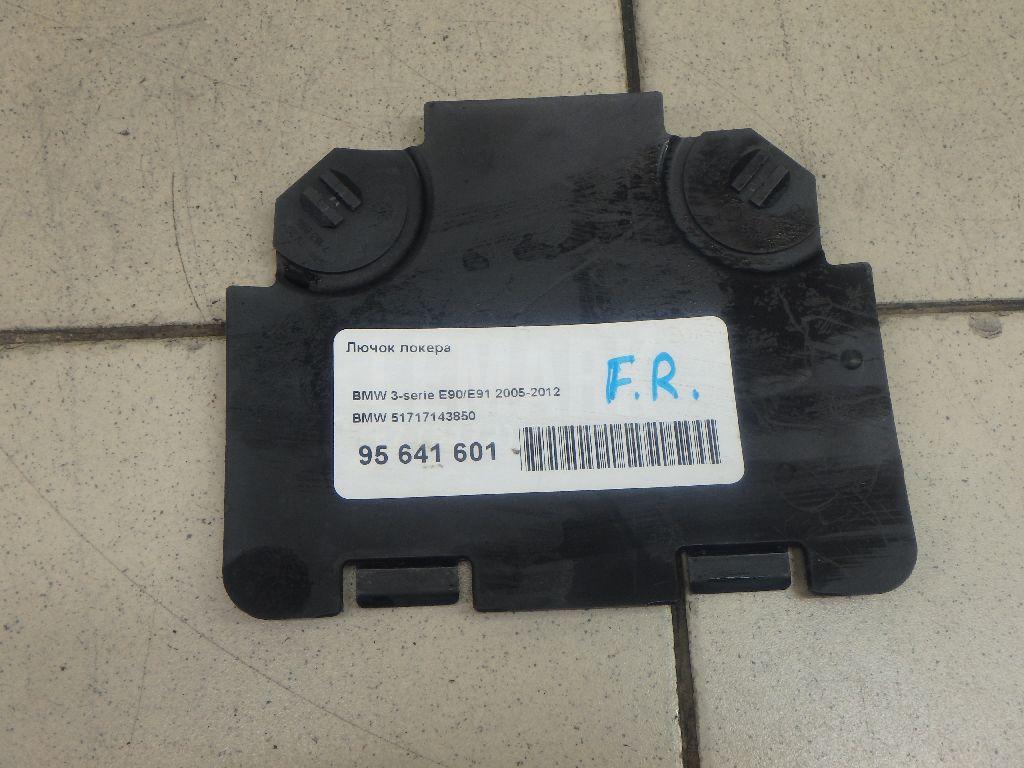 Лючок локера
F.R.
BMW 3-serie E90/E91 2005-2012
BMW 51717143850
95 641 601